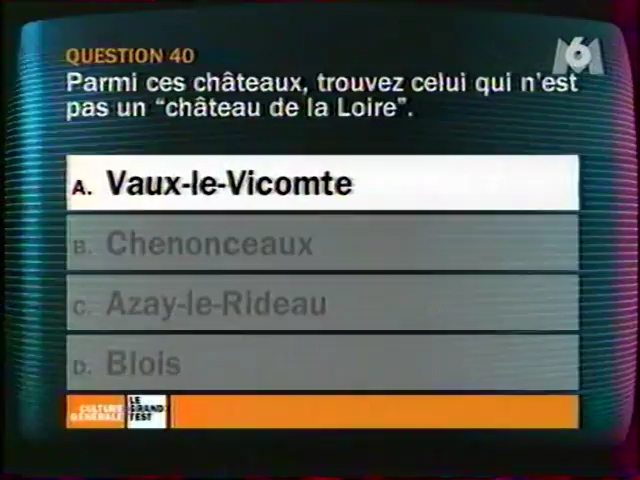 M6
QUESTION 40
Parmi ces châteaux, trouvez celui qui n'est
pas un "château de la Loire".
A. Vaux-le-Vicomte
B. Chenonceaux
C. Azay-le-Rideau
D. Blois
CULTURE
GÉNÉRALE
LE
GRAND
TEST